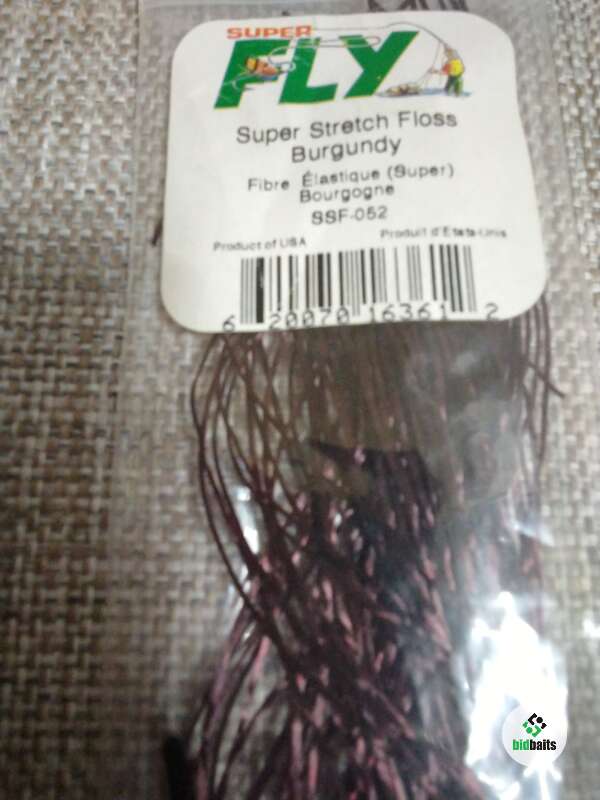 SUPER
FLY
Super Stretch Floss
Burgundy
Fibre Élastique (Super)
Bourgogne
SSF-052
Product of USA
Produit d'Etats-Unis
6 20070 16361 2
bidbaits